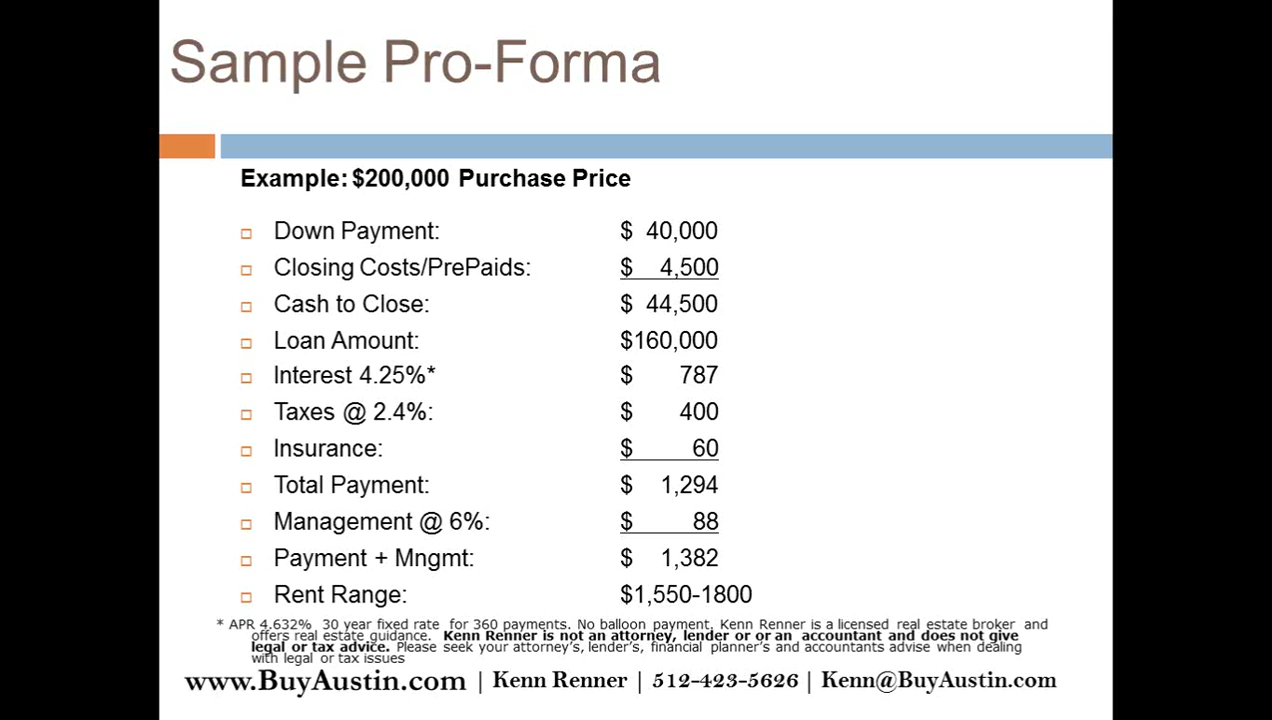 Sample Pro-Forma
Example: $200,000 Purchase Price
Down Payment: $ 40,000
Closing Costs/PrePaids: $ 4,500
Cash to Close: $ 44,500
Loan Amount: $160,000
Interest 4.25%* $ 787
Taxes @ 2.4%: $ 400
Insurance: $ 60
Total Payment: $ 1,294
Management @ 6%: $ 88
Payment + Mngmt: $ 1,382
Rent Range: $1,550-1800
* APR 4.632% 30 year fixed rate for 360 payments. No balloon payment. Kenn Renner is a licensed real estate broker and
offers real estate guidance. Kenn Renner is not an attorney, lender or or an accountant and does not give
legal or tax advice. Please seek your attorney's, lender's, financial planner's and accountants advise when dealing
with legal or tax issues
www.BuyAustin.com | Kenn Renner | 512-423-5626 | Kenn@BuyAustin.com